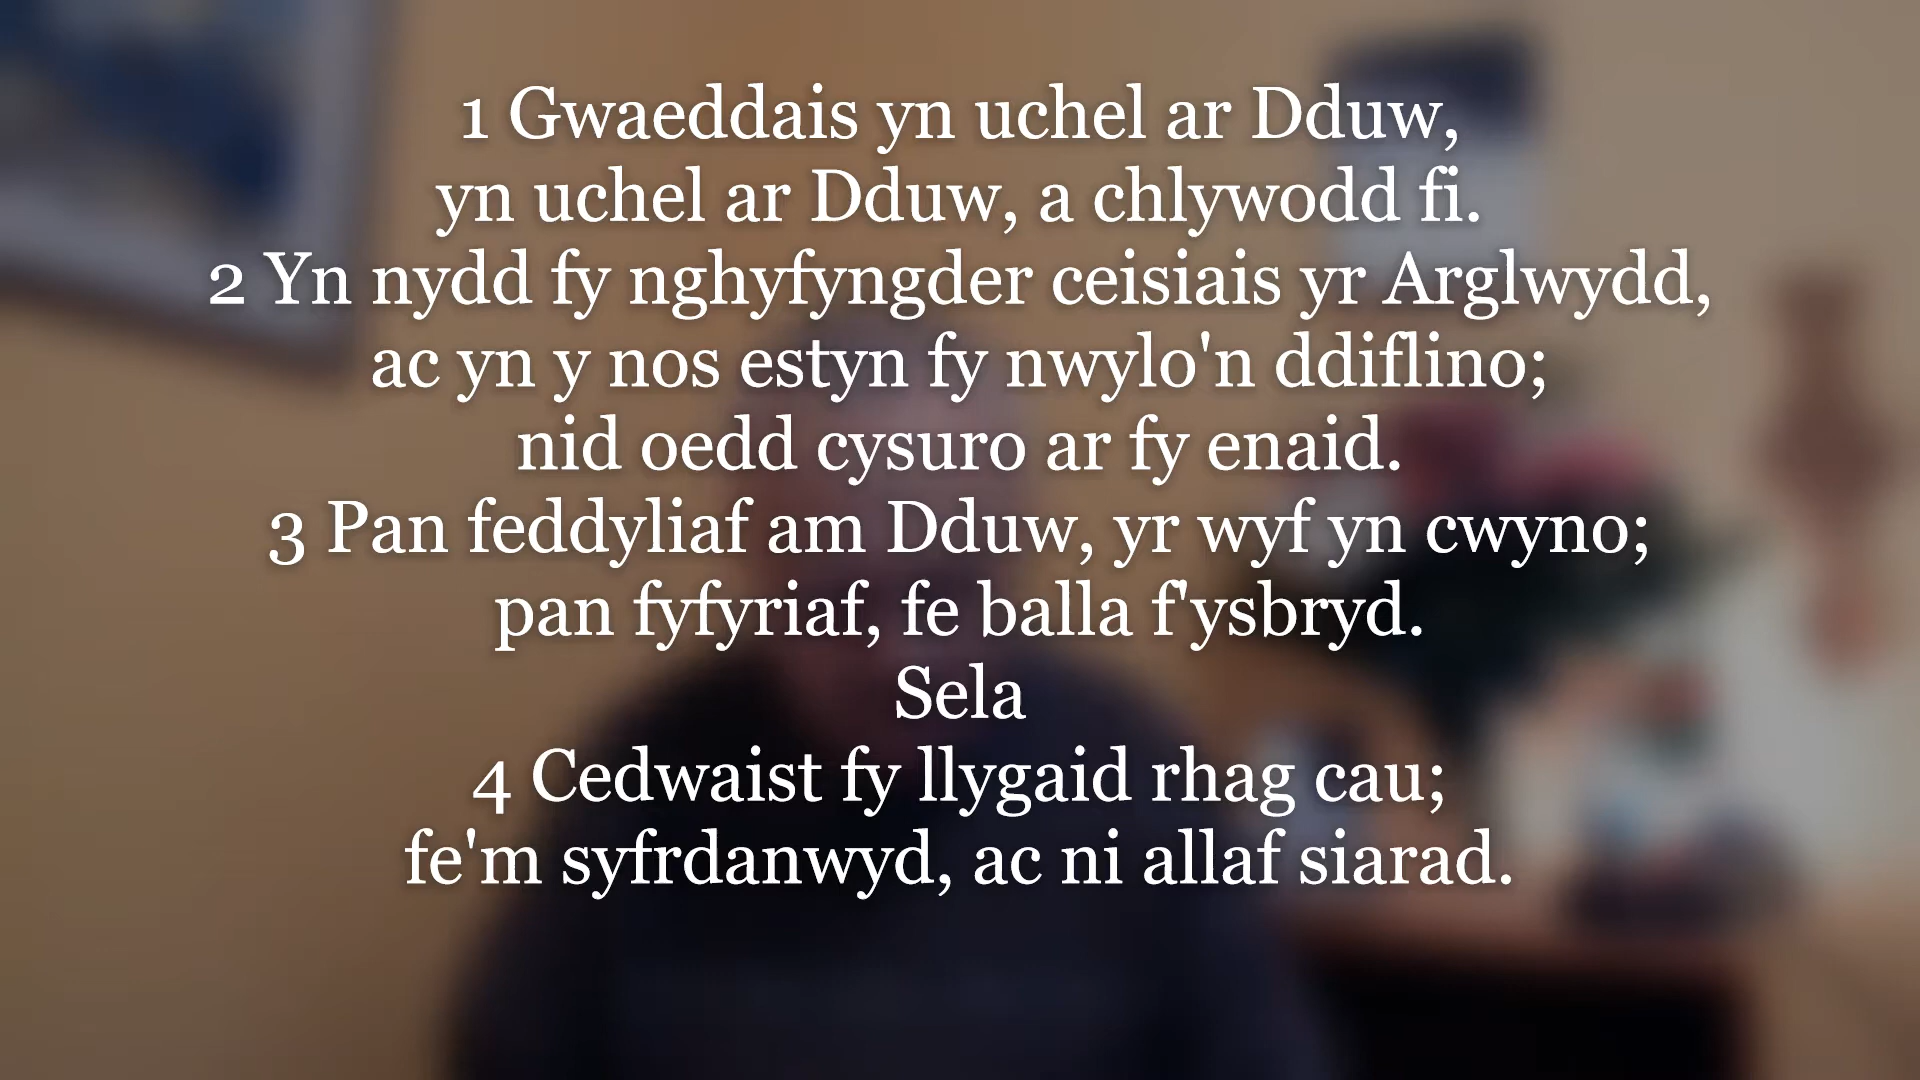 1 Gwaeddais yn uchel ar Dduw,
yn uchel ar Dduw, a chlywodd fi.
2 Yn nydd fy nghyfyngder ceisiais yr Arglwydd,
ac yn y nos estyn fy nwylo'n ddiflino;
nid oedd cysuro ar fy enaid.
3 Pan feddyliaf am Dduw, yr wyf yn cwyno;
pan fyfyriaf, fe balla f'ysbryd.
Sela
4 Cedwaist fy llygaid rhag cau;
fe'm syfrdanwyd, ac ni allaf siarad.